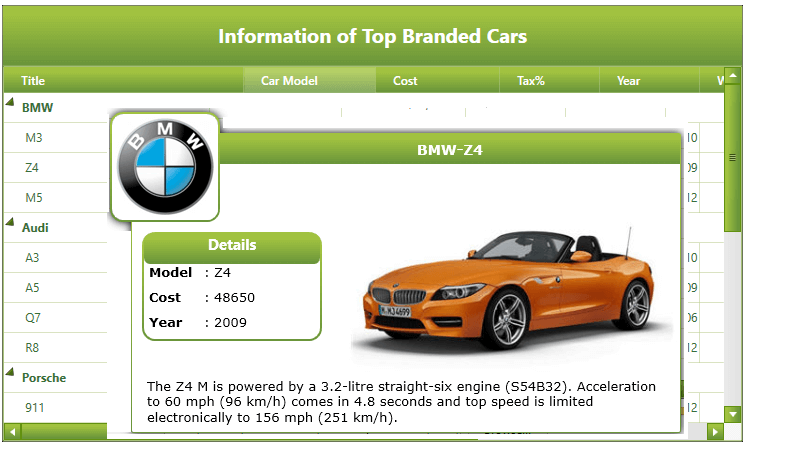 Information of Top Branded Cars
Title Car Model Cost Tax% Year W
BMW
M3 10
Z4 09
M5 12
Audi
A3 10
A5 09
Q7 06
R8 12
Porsche
911 12
BMW
BMW-Z4
Details
Model : Z4
Cost : 48650
Year : 2009
The Z4 M is powered by a 3.2-litre straight-six engine (S54B32). Acceleration
to 60 mph (96 km/h) comes in 4.8 seconds and top speed is limited
electronically to 156 mph (251 km/h).